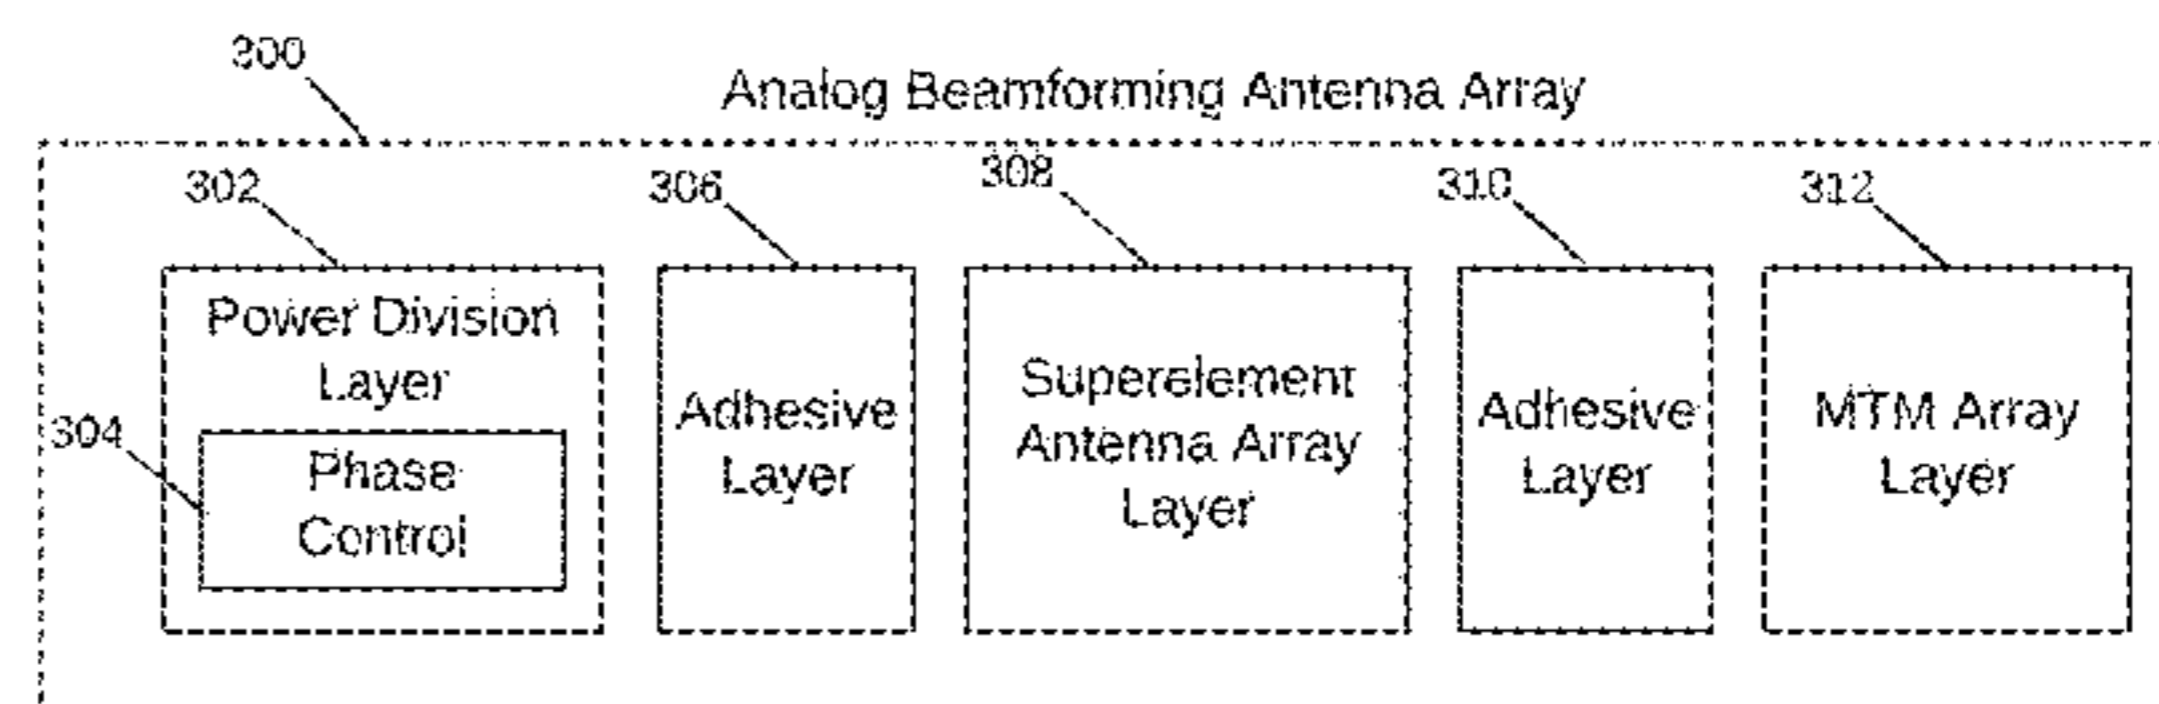 300
Analog Beamforming Antenna Array
302
306
308
310
312
Power Division
Layer
304
Phase
Control
Adhesive
Layer
Superelement
Antenna Array
Layer
Adhesive
Layer
MTM Array
Layer